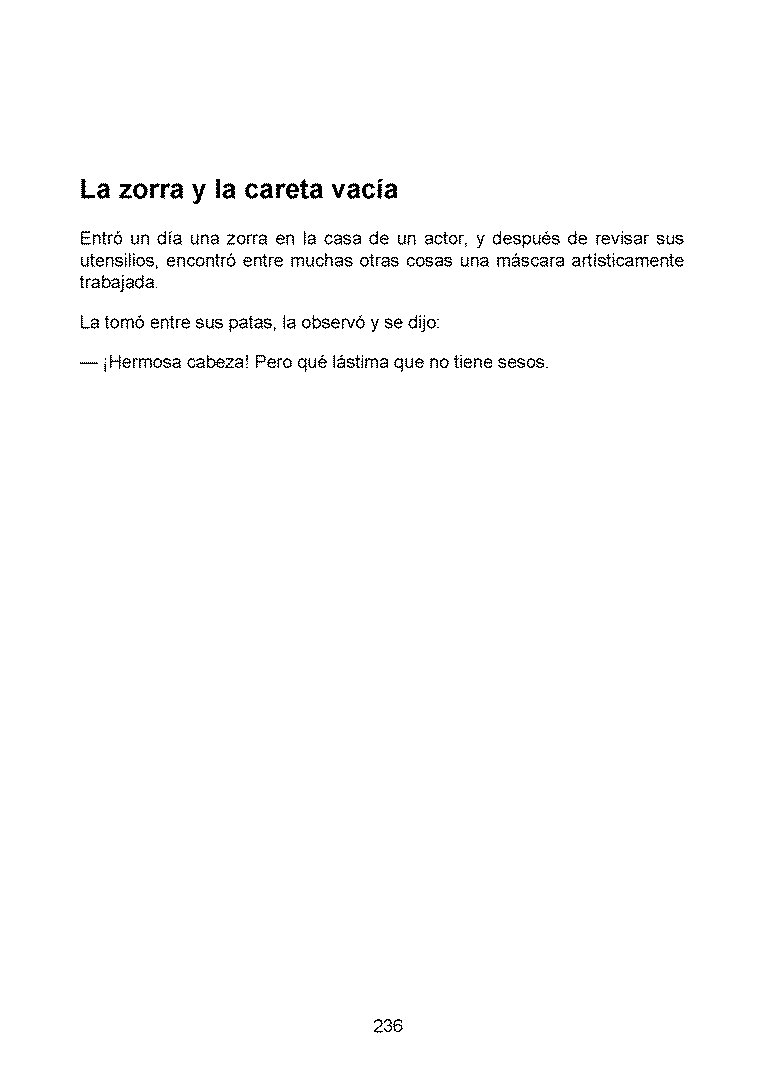 La zorra y la careta vacía
Entró un día una zorra en la casa de un actor, y después de revisar sus
utensilios, encontró entre muchas otras cosas una máscara artísticamente
trabajada.
La tomó entre sus patas, la observó y se dijo:
— ¡Hermosa cabeza! Pero qué lástima que no tiene sesos.
236